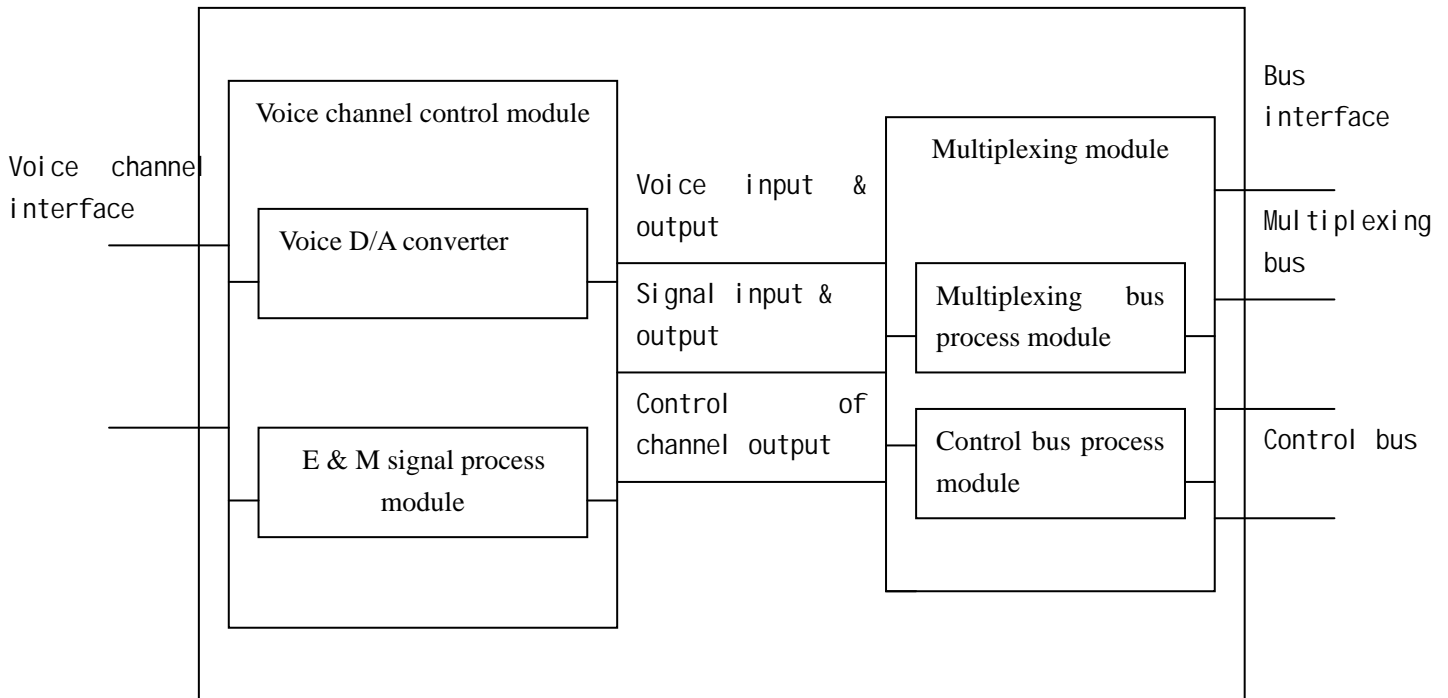 Voice channel
interface
Voice channel control module
Voice D/A converter
E & M signal process
module
Voice input &
output
Signal input &
output
Control of
channel output
Multiplexing module
Multiplexing bus
process module
Control bus process
module
Bus
interface
Multiplexing
bus
Control bus